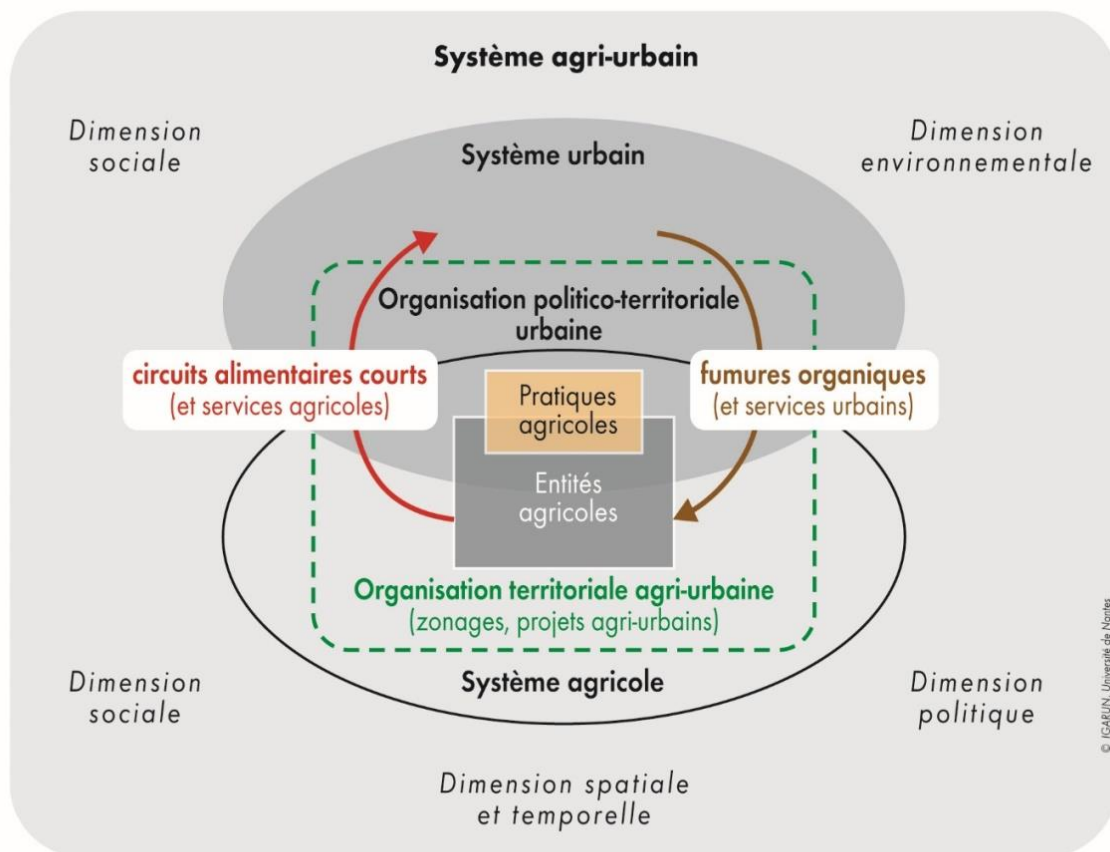 Système agri-urbain
Dimension
sociale
Dimension
environnementale
Système urbain
Organisation politico-territoriale
urbaine
circuits alimentaires courts
(et services agricoles)
fumures organiques
(et services urbains)
Pratiques
agricoles
Entités
agricoles
Organisation territoriale agri-urbaine
(zonages, projets agri-urbains)
Système agricole
Dimension
sociale
Dimension
politique
Dimension spatiale
et temporelle
© IGARUN, Université de Nantes